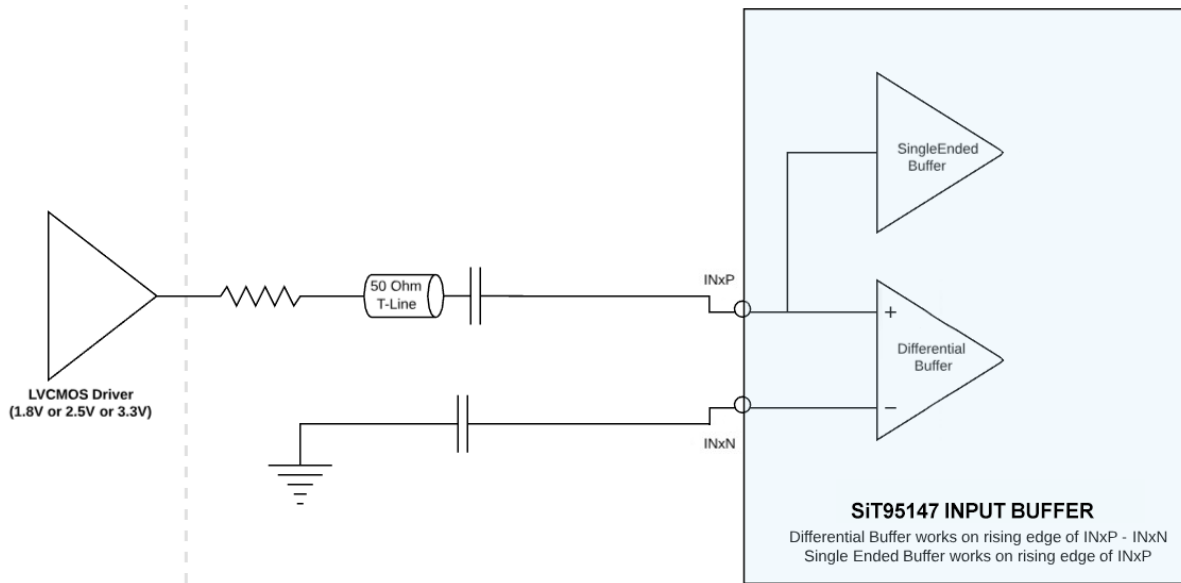 SingleEnded
Buffer
INxP
50 Ohm
T-Line
+
Differential
Buffer
−
LVCMOS Driver
(1.8V or 2.5V or 3.3V)
INxN
SiT95147 INPUT BUFFER
Differential Buffer works on rising edge of INxP - INxN
Single Ended Buffer works on rising edge of INxP